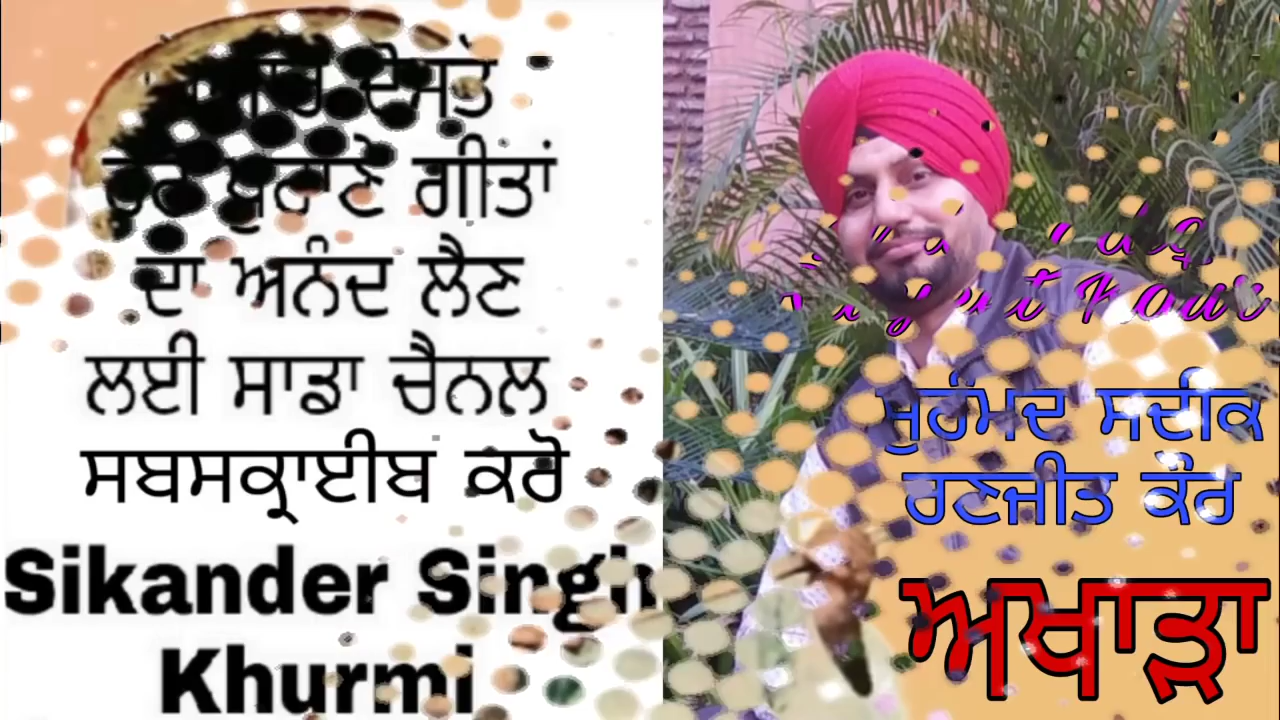 ਗੀਤਾਂ
ਦਾ ਅਨੰਦ ਲੈਣ
ਲਈ ਸਾਡਾ ਚੈਨਲ
ਸਬਸਕ੍ਰਾਈਬ ਕਰੋ
Sikander Singh
Khurmi
ਮੁਹੰਮਦ ਸਦੀਕ
ਰਣਜੀਤ ਕੌਰ
ਅਖਾੜਾ